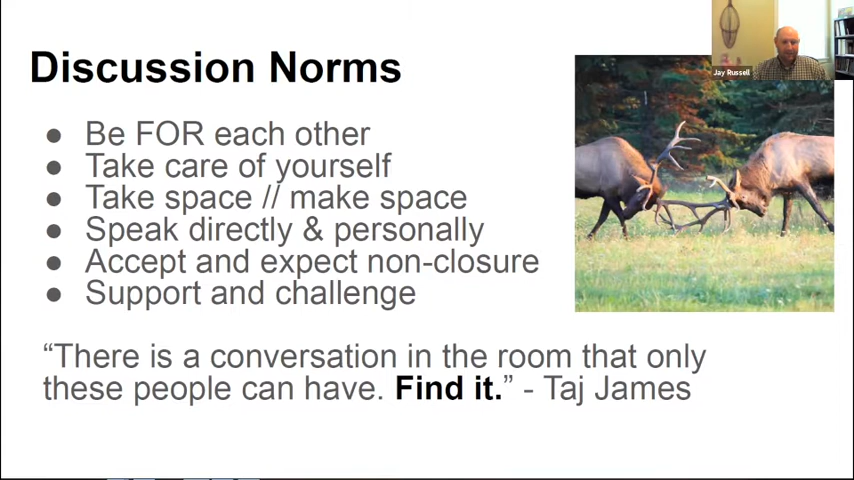 Jay Russell
Discussion Norms
● Be FOR each other
● Take care of yourself
● Take space // make space
● Speak directly & personally
● Accept and expect non-closure
● Support and challenge
“There is a conversation in the room that only
these people can have. Find it.” - Taj James